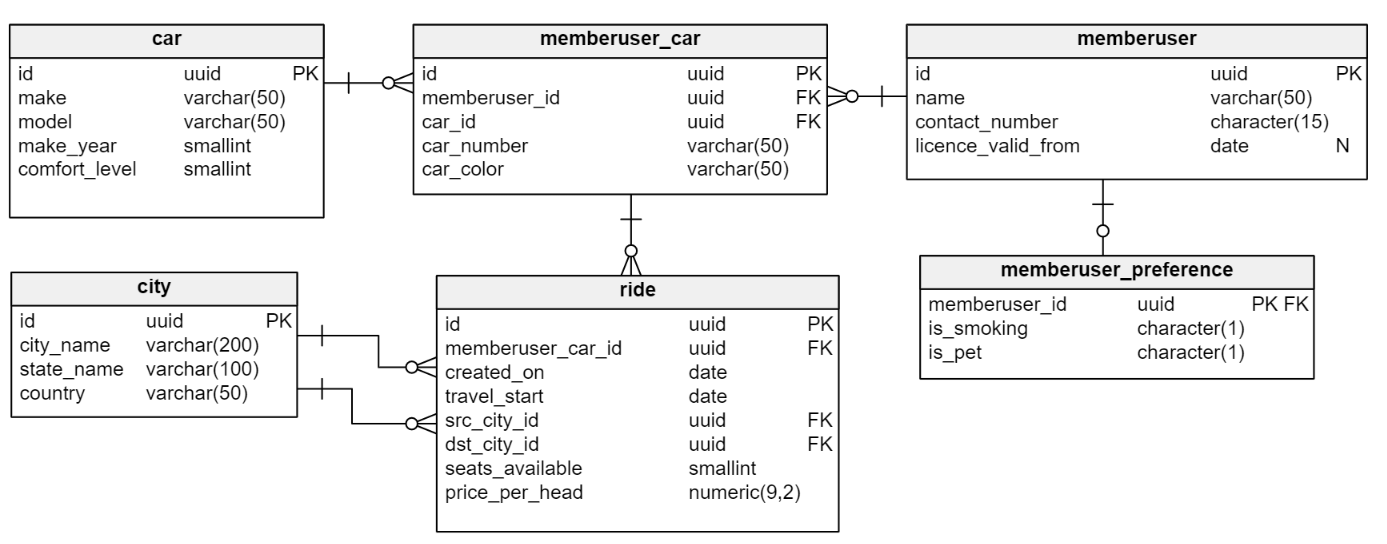 car
id uuid PK
make varchar(50)
model varchar(50)
make_year smallint
comfort_level smallint
memberuser_car
id uuid PK
memberuser_id uuid FK
car_id uuid FK
car_number varchar(50)
car_color varchar(50)
memberuser
id uuid PK
name varchar(50)
contact_number character(15)
licence_valid_from date N
city
id uuid PK
city_name varchar(200)
state_name varchar(100)
country varchar(50)
ride
id uuid PK
memberuser_car_id uuid FK
created_on date
travel_start date
src_city_id uuid FK
dst_city_id uuid FK
seats_available smallint
price_per_head numeric(9,2)
memberuser_preference
memberuser_id uuid PK FK
is_smoking character(1)
is_pet character(1)